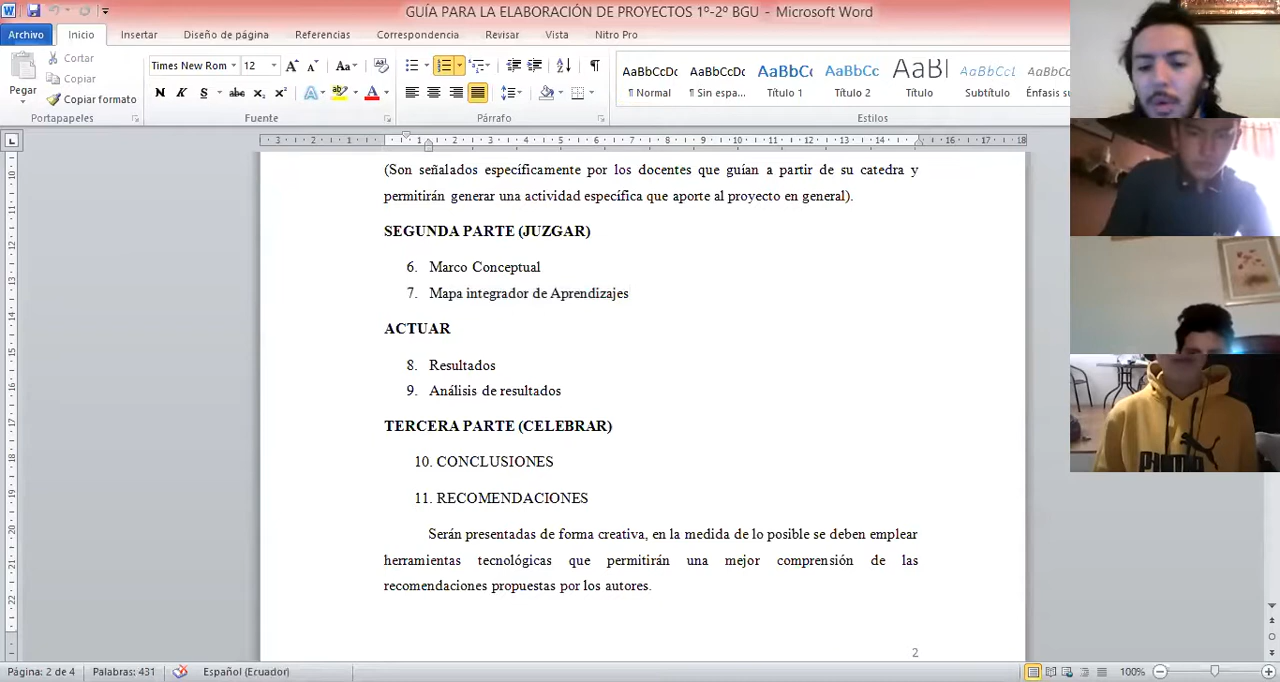 GUÍA PARA LA ELABORACIÓN DE PROYECTOS 1º-2º BGU - Microsoft Word
Archivo Inicio Insertar Diseño de página Referencias Correspondencia Revisar Vista Nitro Pro
Pegar
Cortar
Copiar
Copiar formato
Portapapeles
Times New Rom 12
Fuente
Párrafo
AaBbCcDc AaBbCcDc AaBbCc AaBbCc AaBbCcL AaBbCc
¶ Normal ¶ Sin espa... Título 1 Título 2 Título Subtítulo Énfasis
Estilos
(Son señalados específicamente por los docentes que guían a partir de su catedra y
permitirán generar una actividad específica que aporte al proyecto en general).
SEGUNDA PARTE (JUZGAR)
6. Marco Conceptual
7. Mapa integrador de Aprendizajes
ACTUAR
8. Resultados
9. Análisis de resultados
TERCERA PARTE (CELEBRAR)
10. CONCLUSIONES
11. RECOMENDACIONES
Serán presentadas de forma creativa, en la medida de lo posible se deben emplear
herramientas tecnológicas que permitirán una mejor comprensión de las
recomendaciones propuestas por los autores.
2
Página: 2 de 4 Palabras: 431 Español (Ecuador) 100%